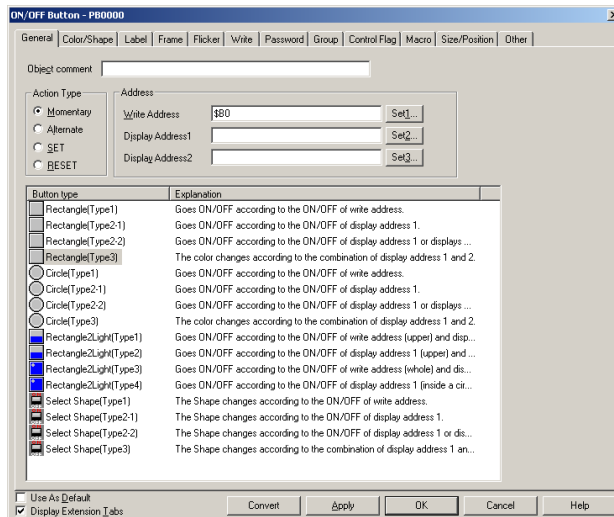 ON/OFF Button - PB0000
General Color/Shape Label Frame Flicker Write Password Group Control Flag Macro Size/Position Other
Object comment
Action Type
Momentary
Alternate
SET
RESET
Address
Write Address $B0 Set1...
Display Address1 Set2...
Display Address2 Set3...
Button type Explanation
Rectangle(Type1) Goes ON/OFF according to the ON/OFF of write address.
Rectangle(Type2-1) Goes ON/OFF according to the ON/OFF of display address 1.
Rectangle(Type2-2) Goes ON/OFF according to the ON/OFF of display address 1 or displays ...
Rectangle(Type3) The color changes according to the combination of display address 1 and 2.
Circle(Type1) Goes ON/OFF according to the ON/OFF of write address.
Circle(Type2-1) Goes ON/OFF according to the ON/OFF of display address 1.
Circle(Type2-2) Goes ON/OFF according to the ON/OFF of display address 1 or displays ...
Circle(Type3) The color changes according to the combination of display address 1 and 2.
Rectangle2Light(Type1) Goes ON/OFF according to the ON/OFF of write address (upper) and disp...
Rectangle2Light(Type2) Goes ON/OFF according to the ON/OFF of display address 1 (upper) and ...
Rectangle2Light(Type3) Goes ON/OFF according to the ON/OFF of write address (whole) and dis...
Rectangle2Light(Type4) Goes ON/OFF according to the ON/OFF of display address 1 (inside a cir...
Select Shape(Type1) The Shape changes according to the ON/OFF of write address.
Select Shape(Type2-1) The Shape changes according to the ON/OFF of display address 1.
Select Shape(Type2-2) The Shape changes according to the ON/OFF of display address 1 or dis...
Select Shape(Type3) The Shape changes according to the combination of display address 1 an...
Use As Default
Display Extension Tabs
Convert Apply OK Cancel Help